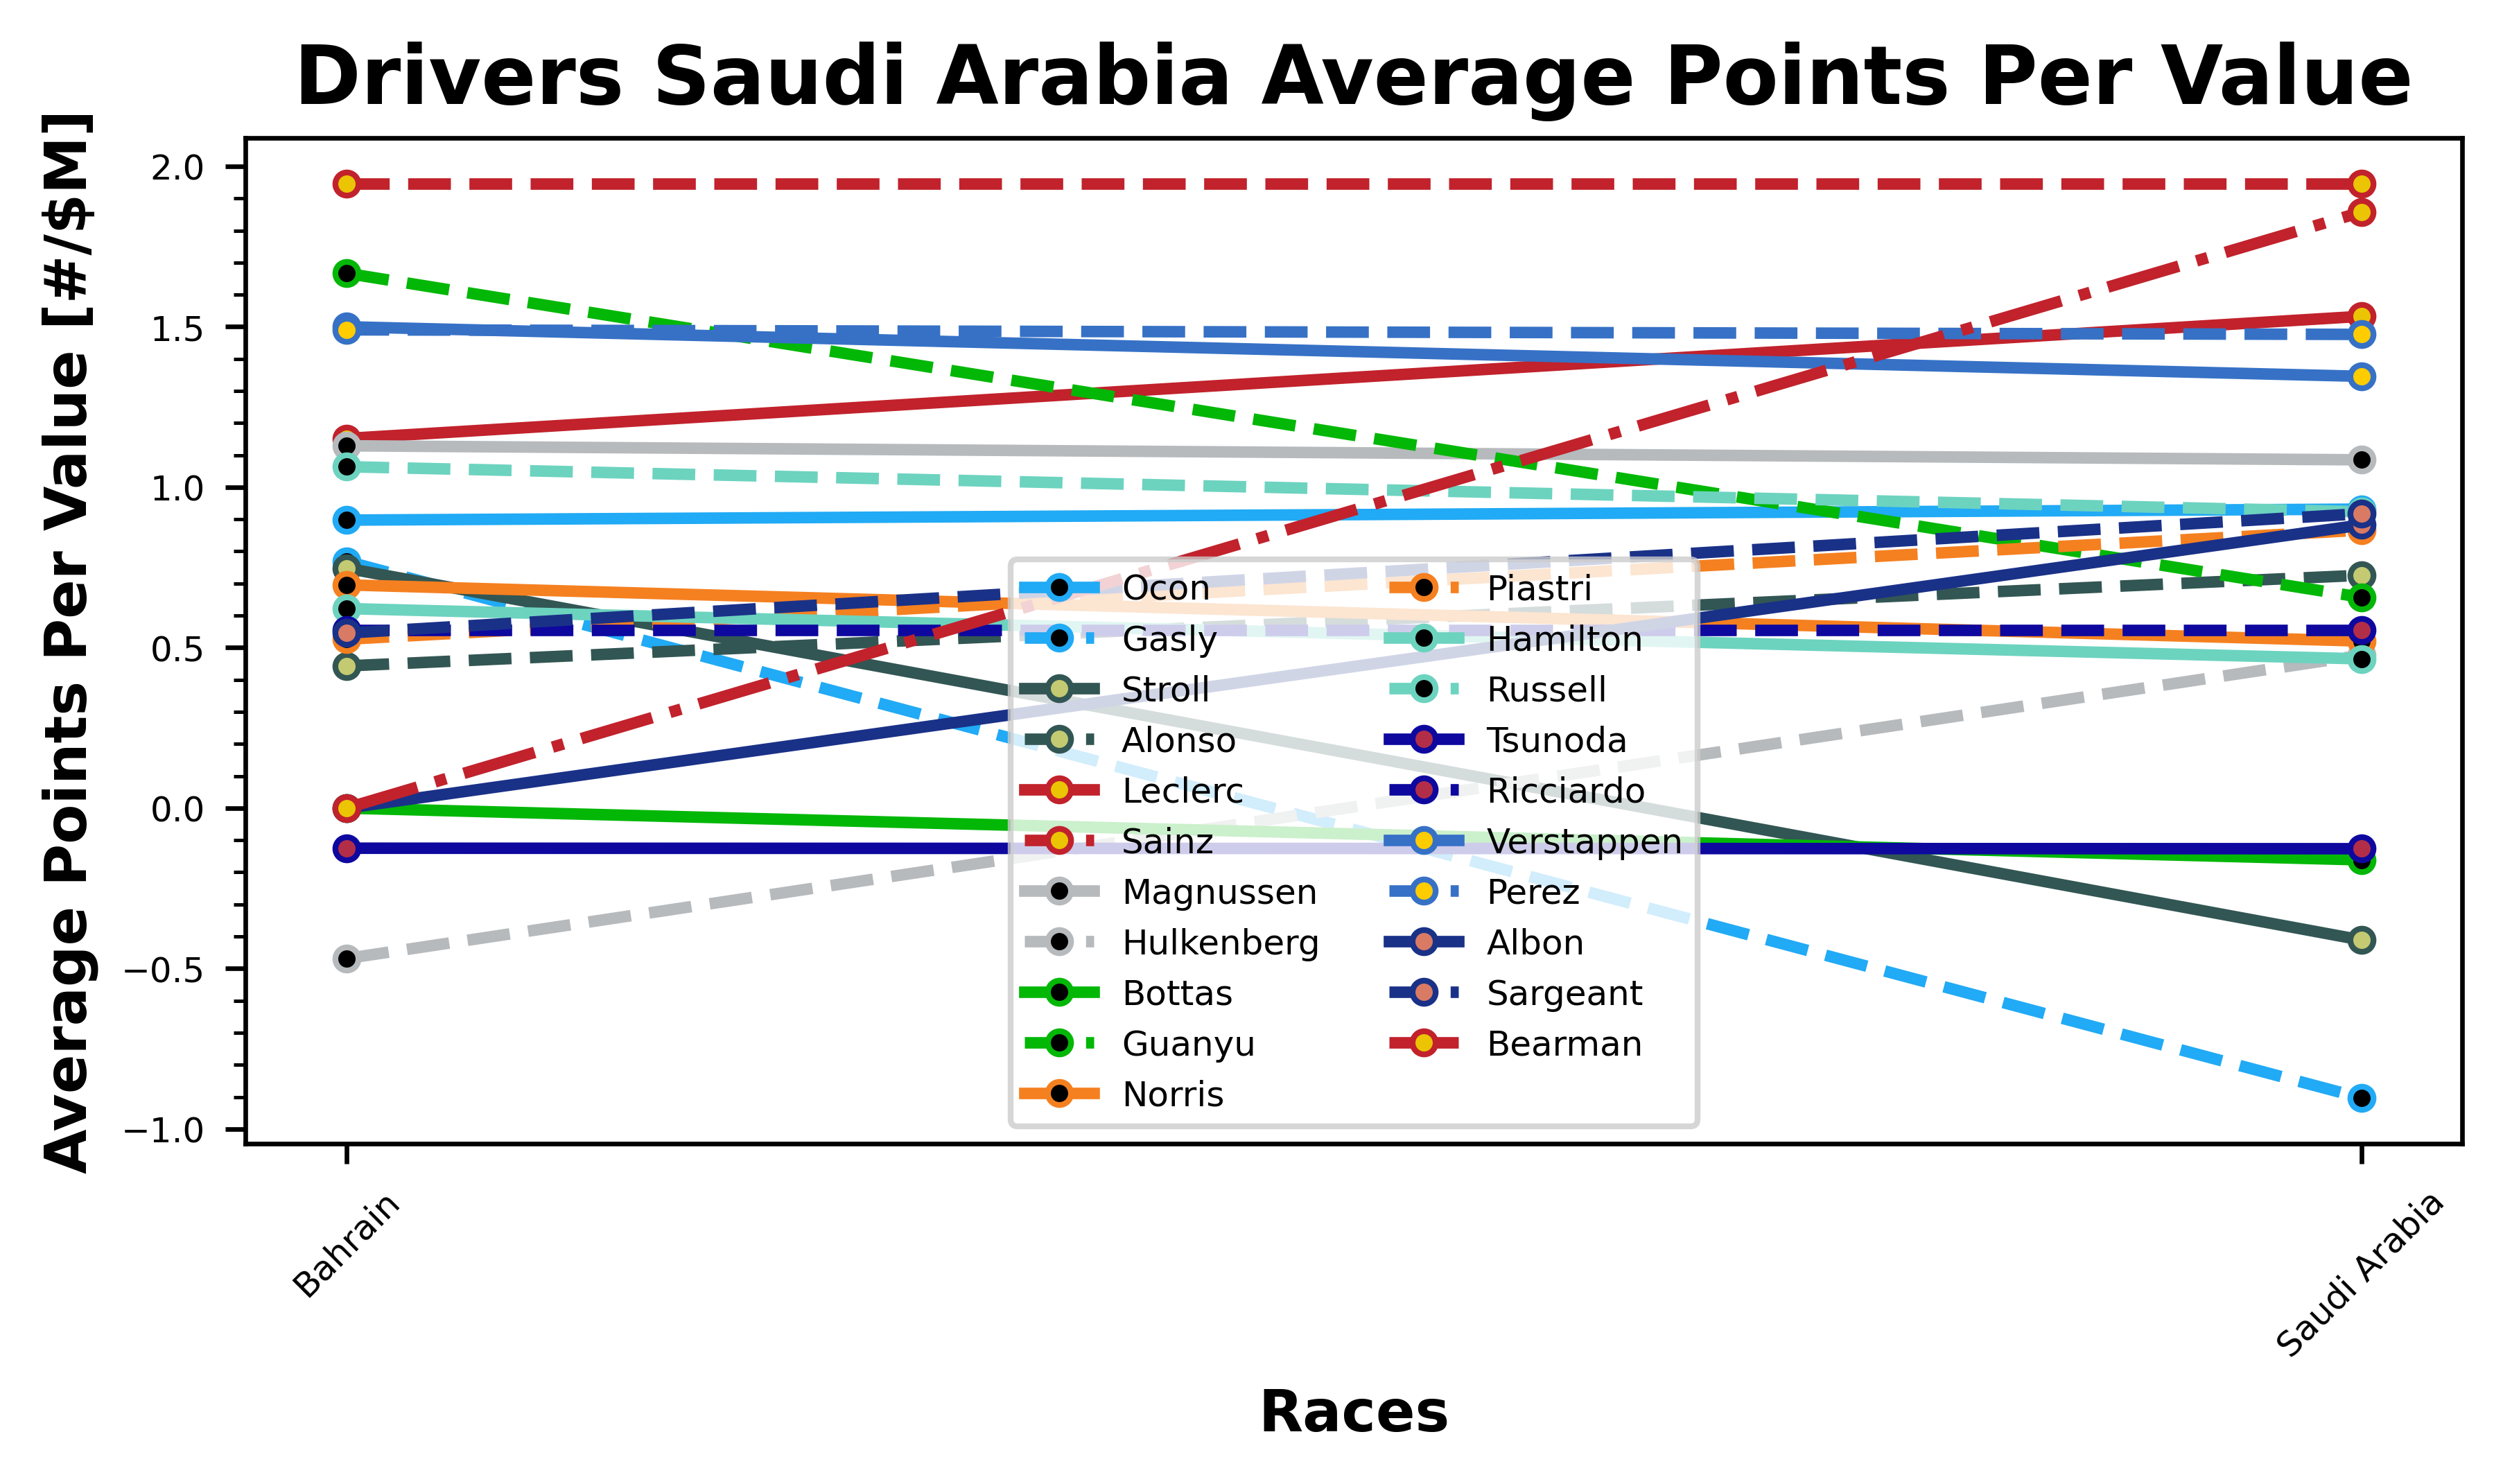 Drivers Saudi Arabia Average Points Per Value
Average Points Per Value [#/$M]
2.0
1.5
1.0
0.5
0.0
−0.5
−1.0
Ocon
Gasly
Stroll
Alonso
Leclerc
Sainz
Magnussen
Hulkenberg
Bottas
Guanyu
Norris
Piastri
Hamilton
Russell
Tsunoda
Ricciardo
Verstappen
Perez
Albon
Sargeant
Bearman
Bahrain
Saudi Arabia
Races